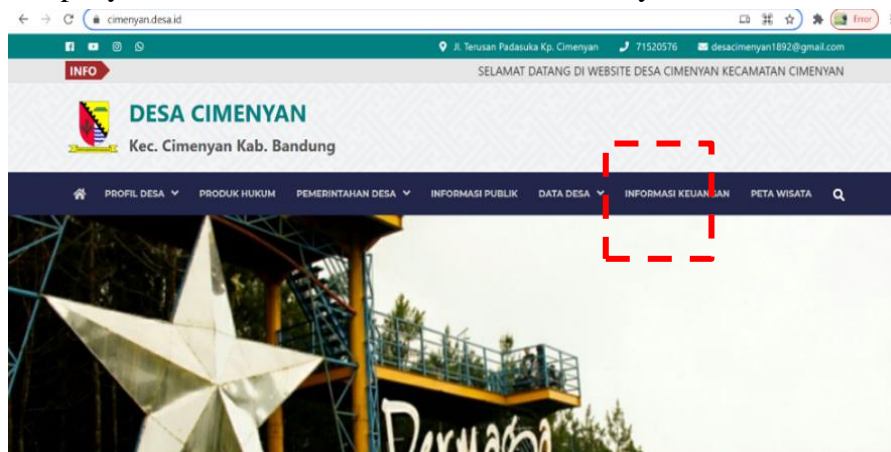 cimenyan.desa.id
Error
Jl. Terusan Padasuka Kp. Cimenyan 71520576 desacimenyan1892@gmail.com
INFO
SELAMAT DATANG DI WEBSITE DESA CIMENYAN KECAMATAN CIMENYAN
DESA CIMENYAN
Kec. Cimenyan Kab. Bandung
PROFIL DESA PRODUK HUKUM PEMERINTAHAN DESA INFORMASI PUBLIK DATA DESA INFORMASI KEUANGAN PETA WISATA